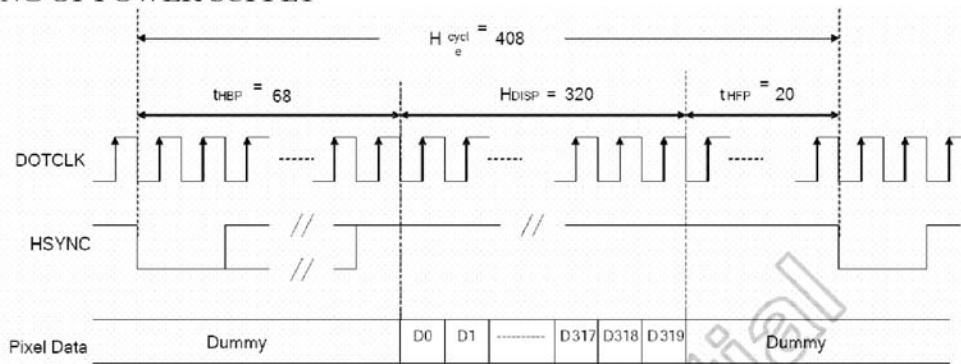 H cycle = 408
tHBP = 68
HDISP = 320
tHFP = 20
DOTCLK
HSYNC
Pixel Data
Dummy
D0
D1
D317
D318
D319
Dummy